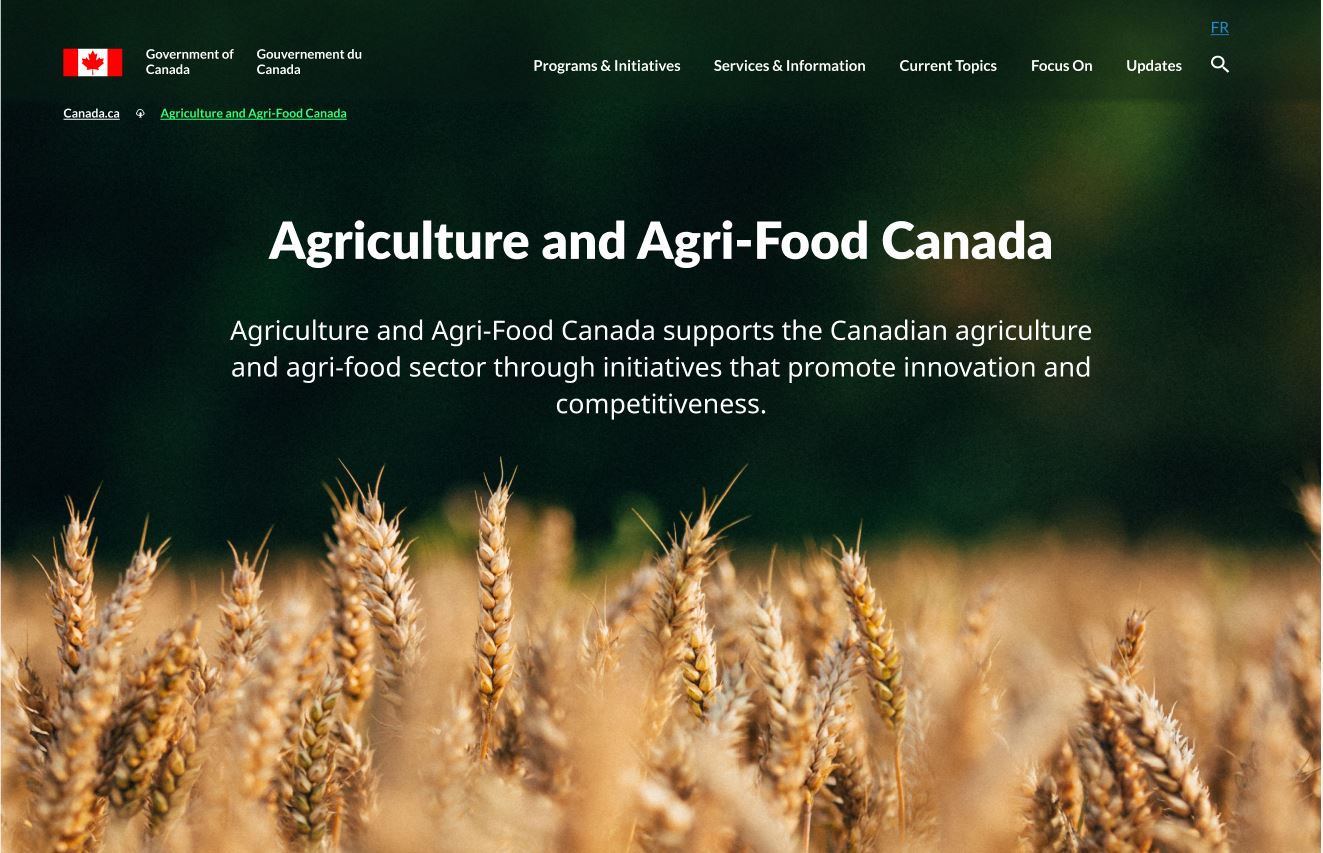 FR
Government of
Canada
Gouvernement du
Canada
Programs & Initiatives
Services & Information
Current Topics
Focus On
Updates
Canada.ca
Agriculture and Agri-Food Canada
Agriculture and Agri-Food Canada
Agriculture and Agri-Food Canada supports the Canadian agriculture
and agri-food sector through initiatives that promote innovation and
competitiveness.